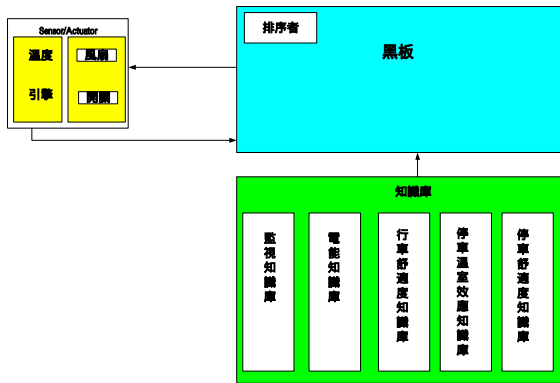 Sensor/Actuator
溫度
引擎
風扇
開關
排序者
黑板
知識庫
監視知識庫
電能知識庫
行車舒適度知識庫
停車溫室效應知識庫
停車舒適度知識庫